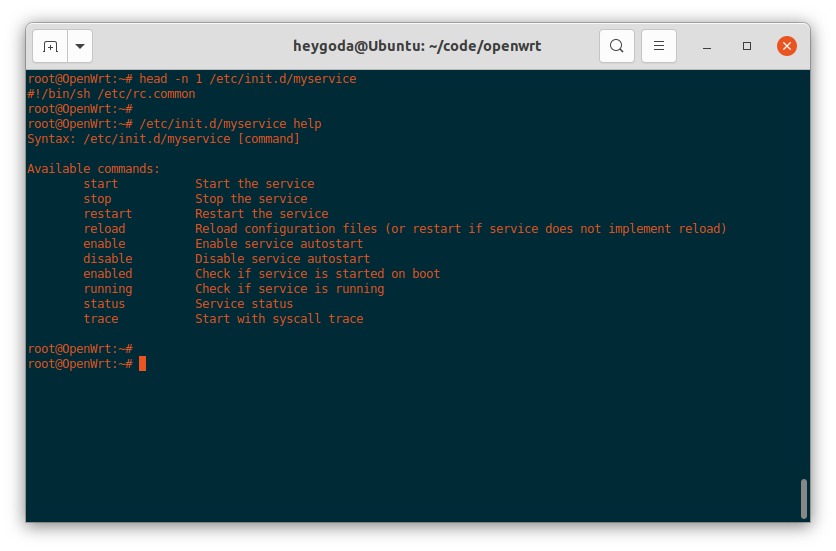 heygoda@Ubuntu: ~/code/openwrt
root@OpenWrt:~# head -n 1 /etc/init.d/myservice
#!/bin/sh /etc/rc.common
root@OpenWrt:~#
root@OpenWrt:~# /etc/init.d/myservice help
Syntax: /etc/init.d/myservice [command]

Available commands:
        start           Start the service
        stop            Stop the service
        restart         Restart the service
        reload          Reload configuration files (or restart if service does not implement reload)
        enable          Enable service autostart
        disable         Disable service autostart
        enabled         Check if service is started on boot
        running         Check if service is running
        status          Service status
        trace           Start with syscall trace

root@OpenWrt:~#
root@OpenWrt:~#